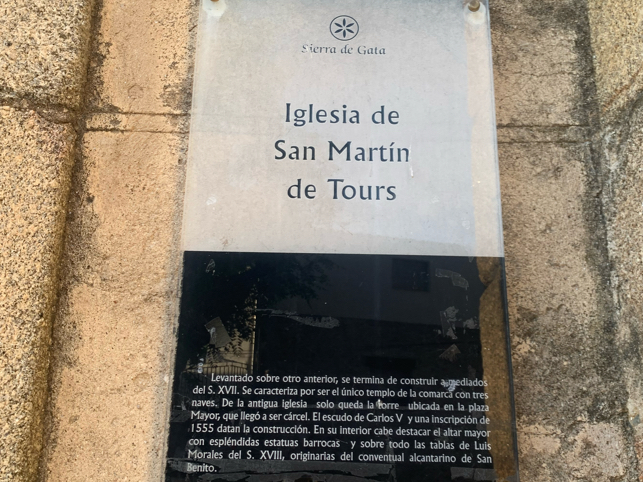 Sierra de Gata
Iglesia de
San Martín
de Tours
Levantado sobre otro anterior, se termina de construir a mediados
del S. XVII. Se caracteriza por ser el único templo de la comarca con tres
naves. De la antigua iglesia solo queda la torre ubicada en la plaza
Mayor, que llegó a ser cárcel. El escudo de Carlos V y una inscripción de
1555 datan la construcción. En su interior cabe destacar el altar mayor
con espléndidas estatuas barrocas y sobre todo las tablas de Luis
Morales del S. XVIII, originarias del conventual alcantarino de San
Benito.